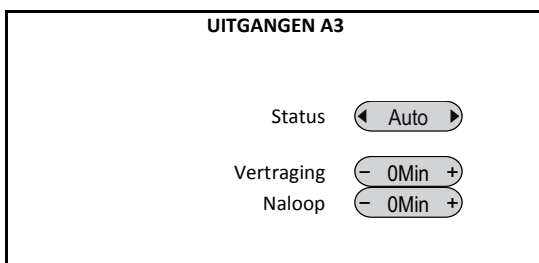 UITGANGEN A3
Status Auto
Vertraging – 0Min +
Naloop – 0Min +